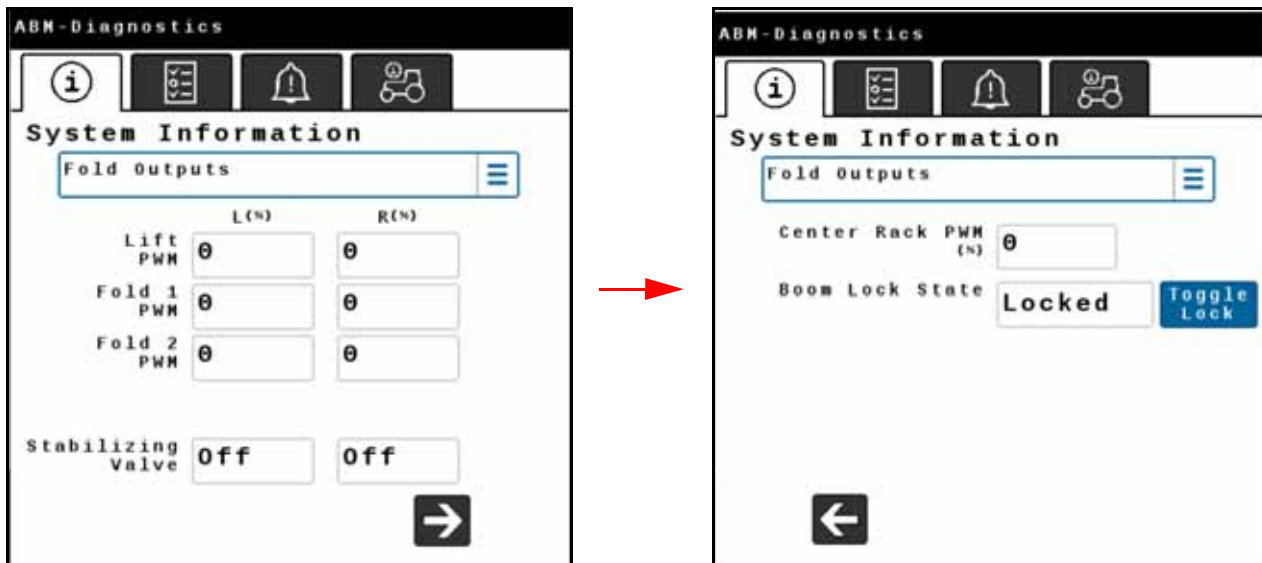 ABM-Diagnostics
System Information
Fold Outputs
L(%) R(%)
Lift PWM 0 0
Fold 1 PWM 0 0
Fold 2 PWM 0 0
Stabilizing Valve Off Off
ABM-Diagnostics
System Information
Fold Outputs
Center Rack PWM (%) 0
Boom Lock State Locked Toggle Lock